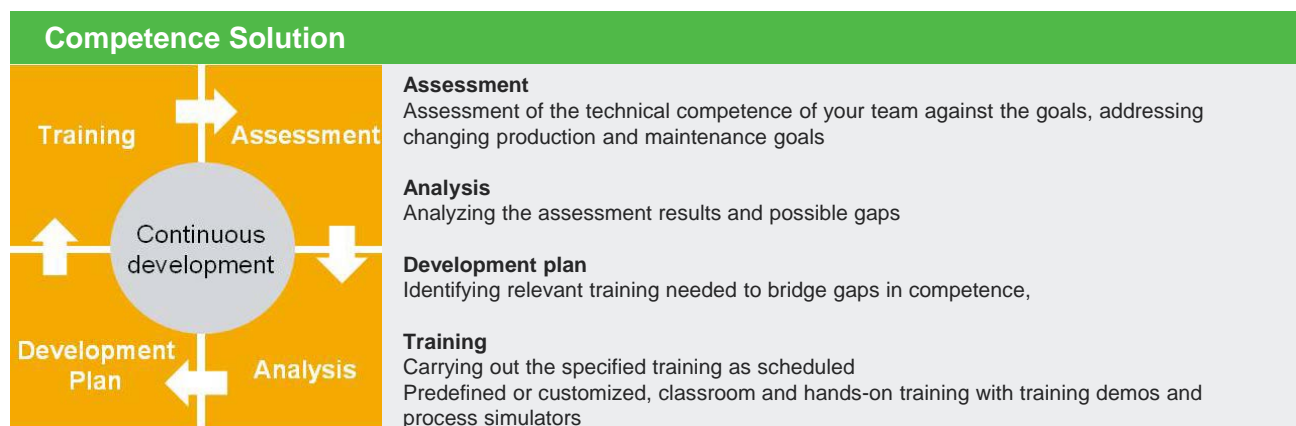 Competence Solution
Training
Assessment
Continuous
development
Development
Plan
Analysis
Assessment
Assessment of the technical competence of your team against the goals, addressing
changing production and maintenance goals
Analysis
Analyzing the assessment results and possible gaps
Development plan
Identifying relevant training needed to bridge gaps in competence,
Training
Carrying out the specified training as scheduled
Predefined or customized, classroom and hands-on training with training demos and
process simulators